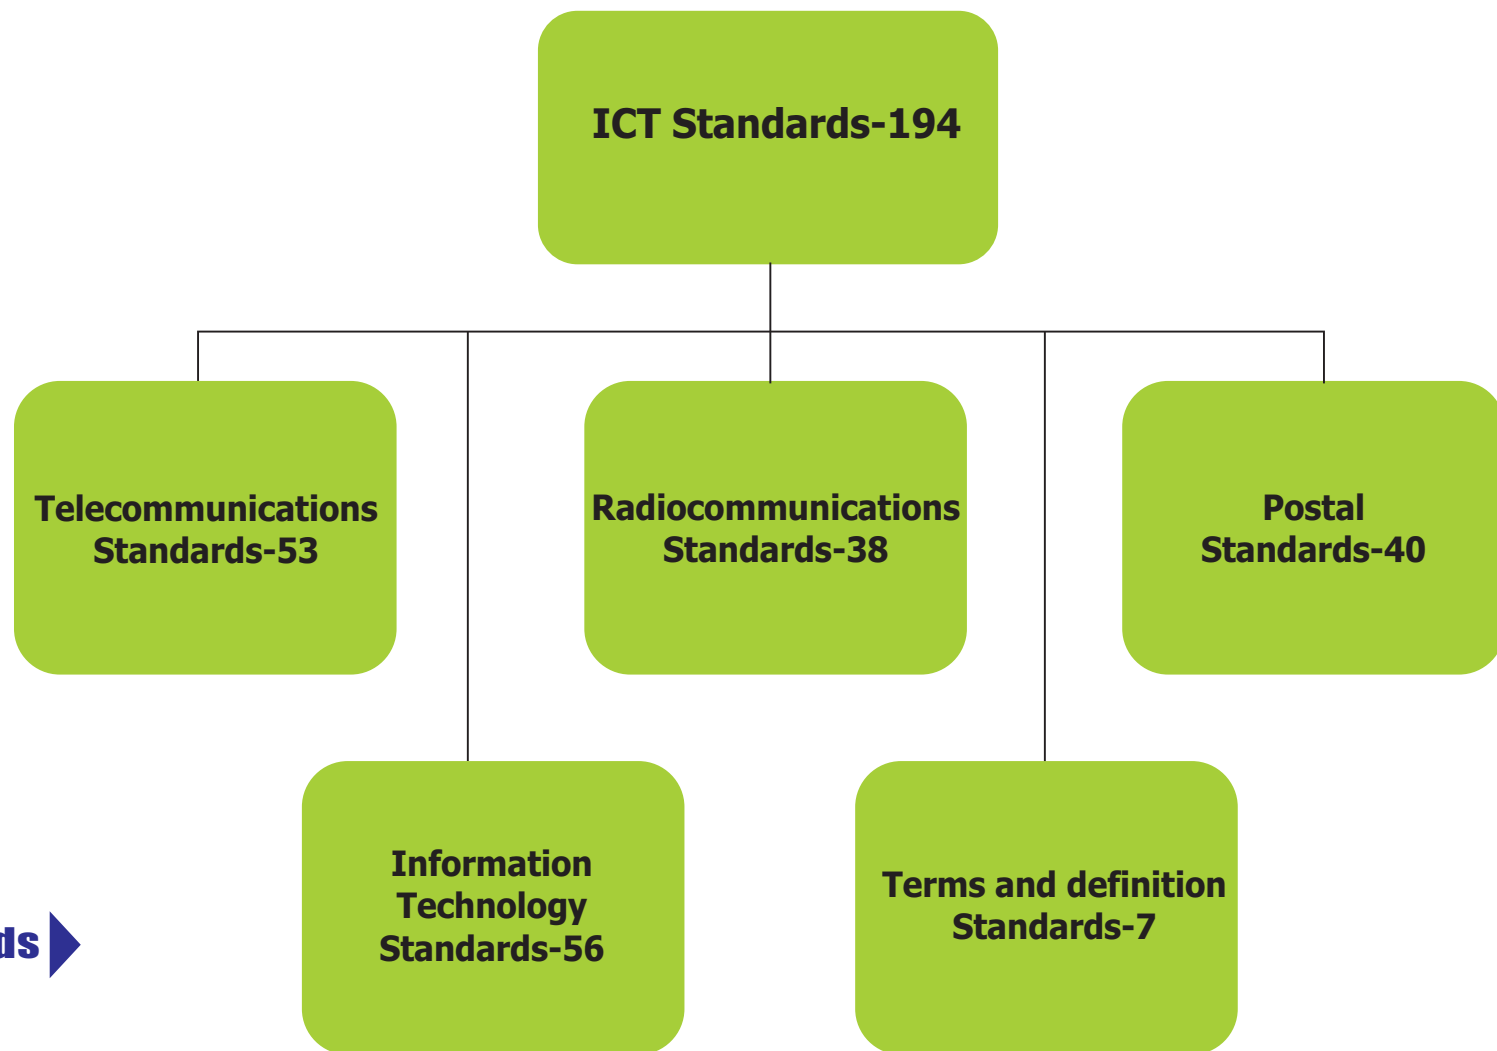 ICT Standards-194
Telecommunications
Standards-53
Radiocommunications
Standards-38
Postal
Standards-40
Information
Technology
Standards-56
Terms and definition
Standards-7